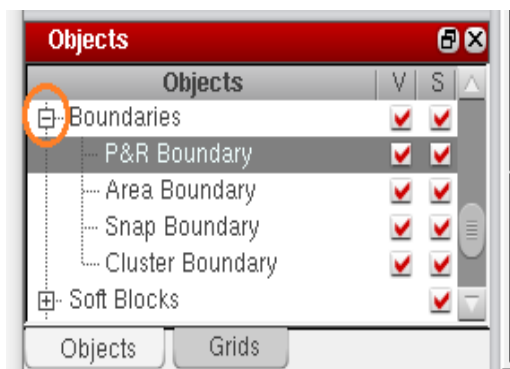 Objects
Objects V S
Boundaries
P&R Boundary
Area Boundary
Snap Boundary
Cluster Boundary
Soft Blocks
Objects Grids